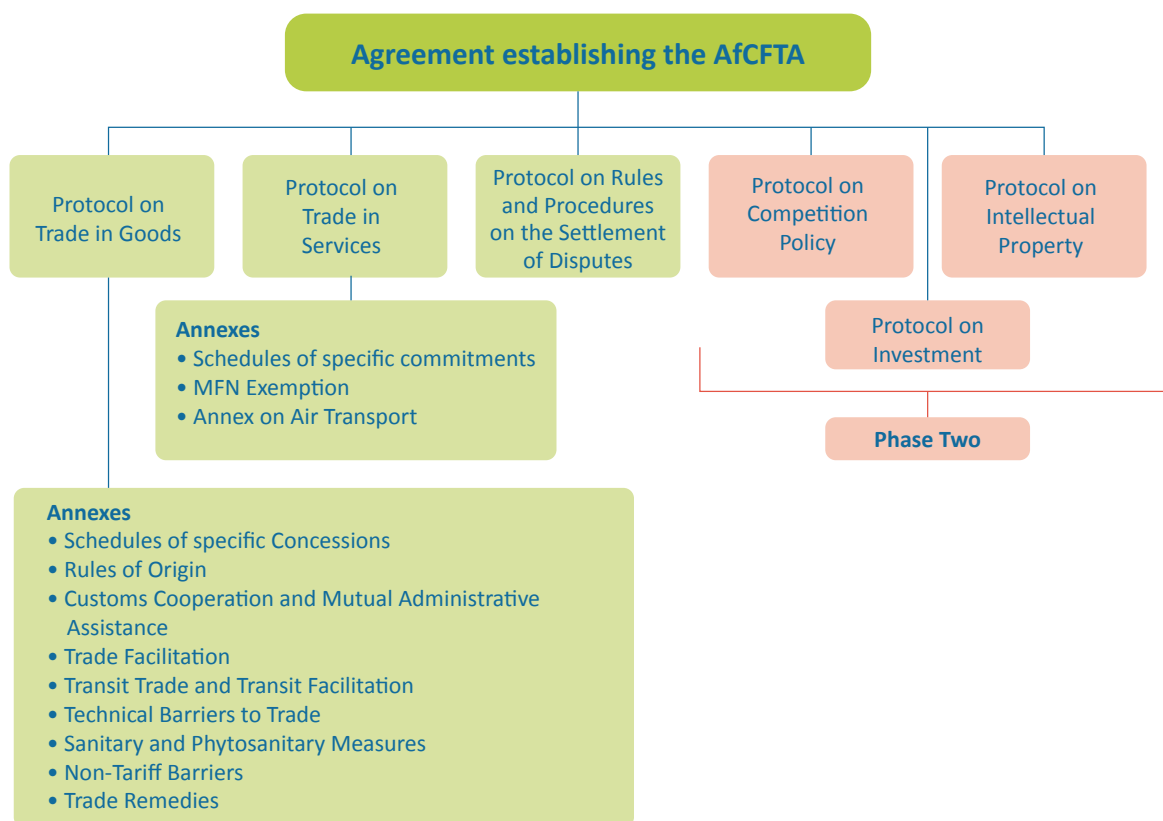 Agreement establishing the AfCFTA
Protocol on
Trade in Goods
Protocol on
Trade in
Services
Protocol on Rules
and Procedures
on the Settlement
of Disputes
Protocol on
Competition
Policy
Protocol on
Intellectual
Property
Annexes
• Schedules of specific commitments
• MFN Exemption
• Annex on Air Transport
Protocol on
Investment
Phase Two
Annexes
• Schedules of specific Concessions
• Rules of Origin
• Customs Cooperation and Mutual Administrative
Assistance
• Trade Facilitation
• Transit Trade and Transit Facilitation
• Technical Barriers to Trade
• Sanitary and Phytosanitary Measures
• Non-Tariff Barriers
• Trade Remedies